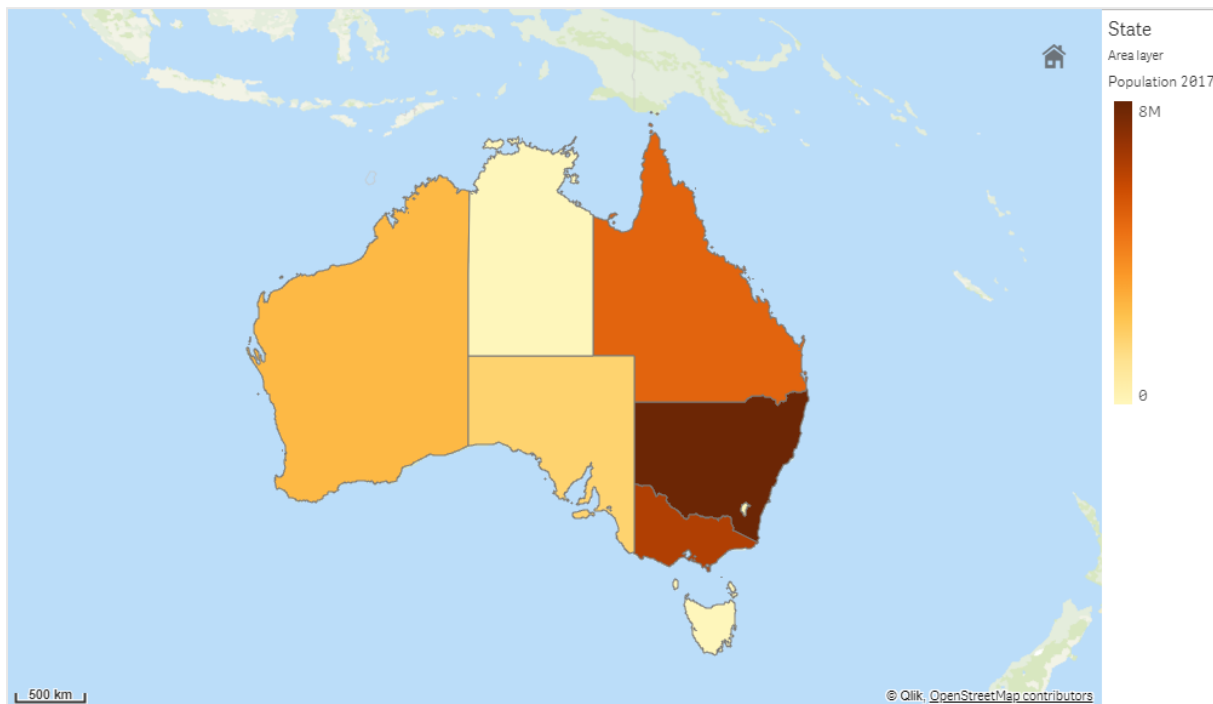 State
Area layer
Population 2017
8M
0
500 km
© Qlik, OpenStreetMap contributors